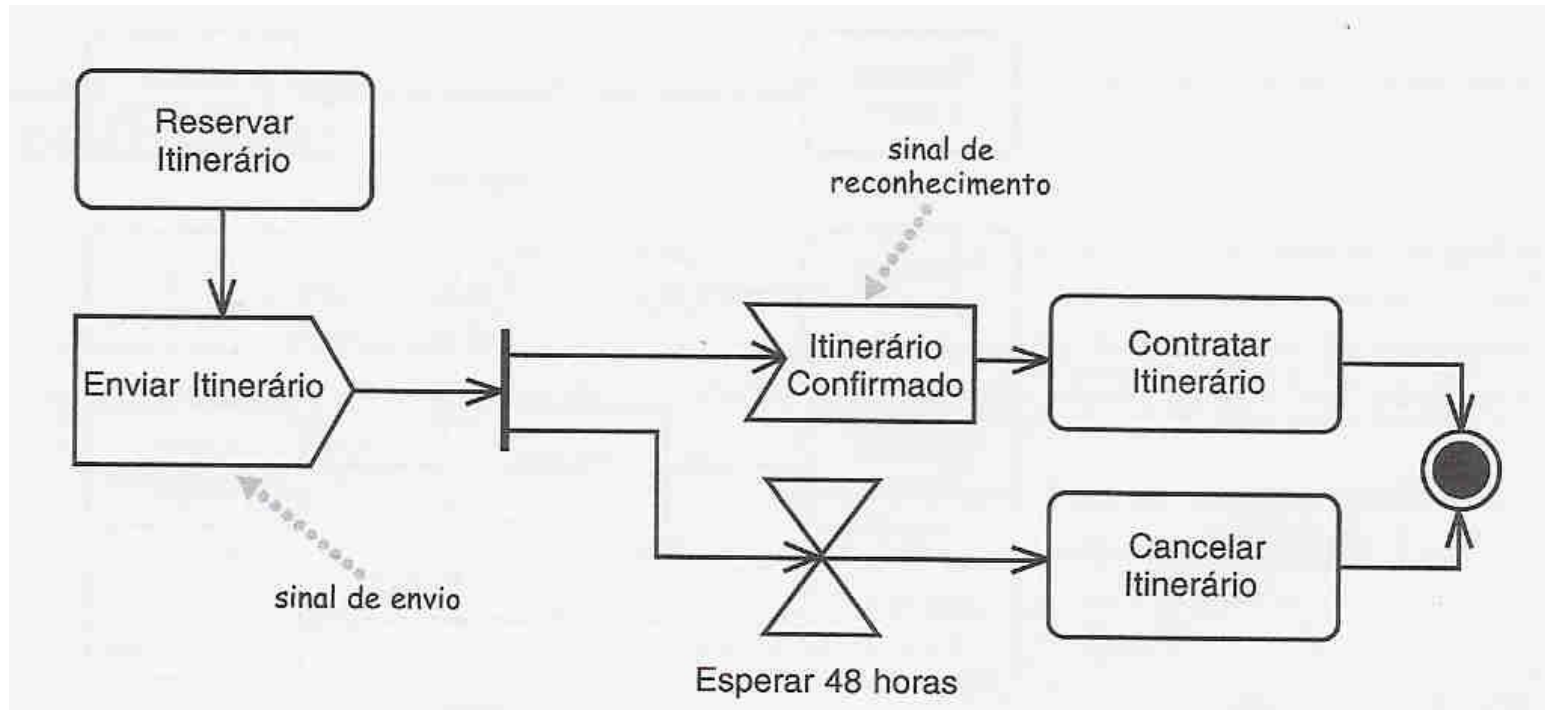 Reservar
Itinerário
sinal de
reconhecimento
Enviar Itinerário
Itinerário
Confirmado
Contratar
Itinerário
sinal de envio
Cancelar
Itinerário
Esperar 48 horas